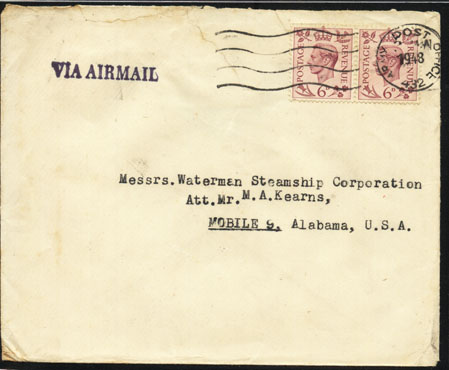 VIA AIRMAIL
POSTAGE REVENUE
6D
POSTAGE REVENUE
6D
POST OFFICE
1948
432
Messrs.Waterman Steamship Corporation
Att.Mr.M.A.Kearns,
MOBILE 9, Alabama, U.S.A.